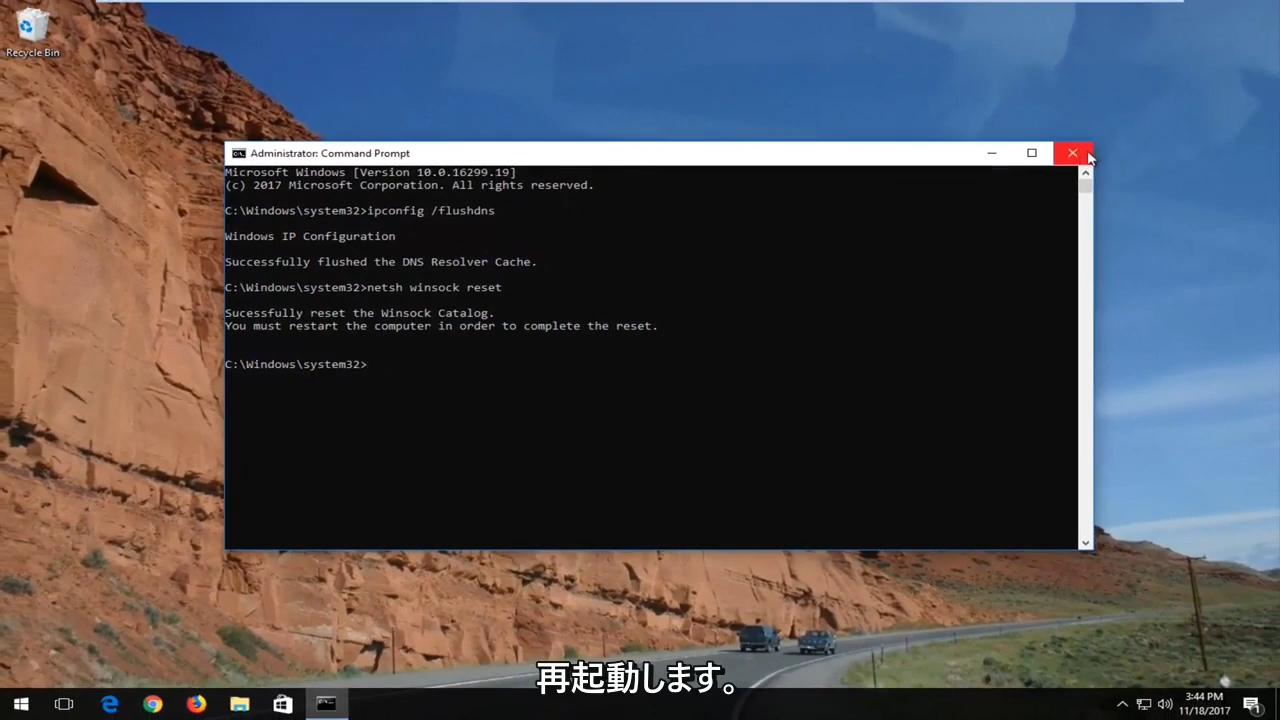 Recycle Bin
Administrator: Command Prompt
Microsoft Windows [Version 10.0.16299.19]
(c) 2017 Microsoft Corporation. All rights reserved.
C:\Windows\system32>ipconfig /flushdns
Windows IP Configuration
Successfully flushed the DNS Resolver Cache.
C:\Windows\system32>netsh winsock reset
Sucessfully reset the Winsock Catalog.
You must restart the computer in order to complete the reset.
C:\Windows\system32>
再起動します。
3:44 PM
11/18/2017
1